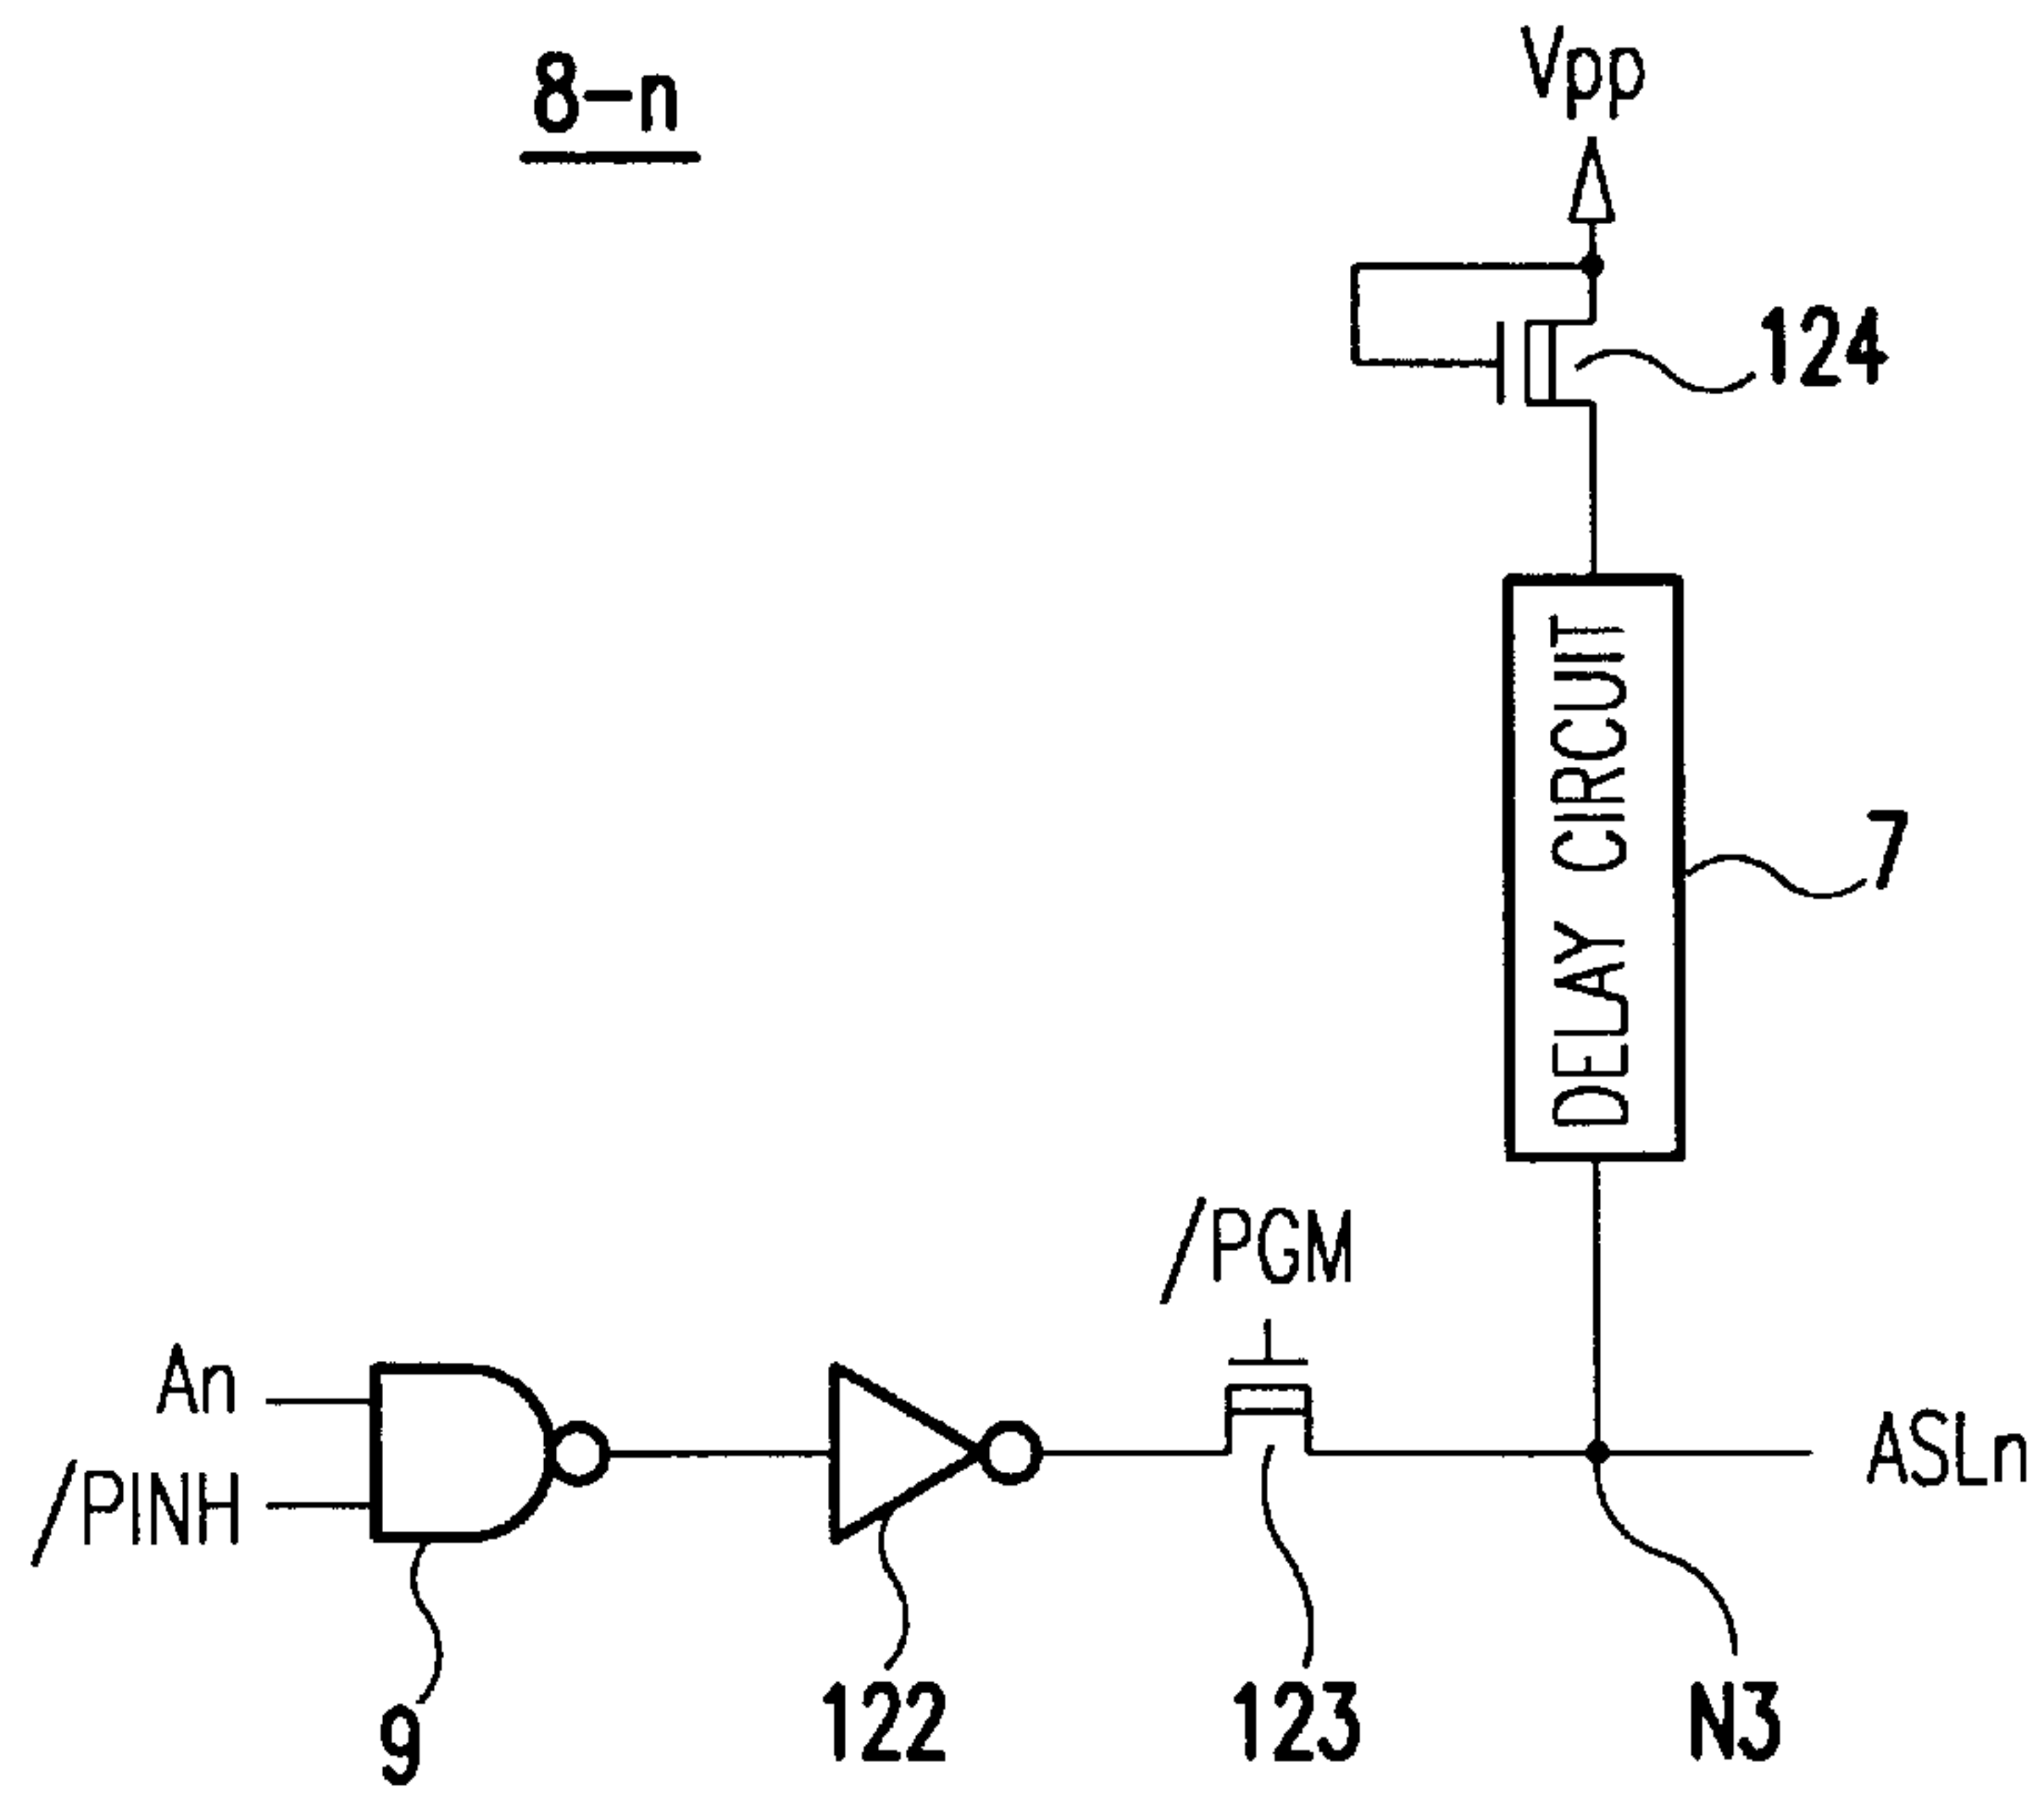 8-n
Vpp
124
DELAY CIRCUIT
7
/PGM
An
/PINH
ASLn
9
122
123
N3